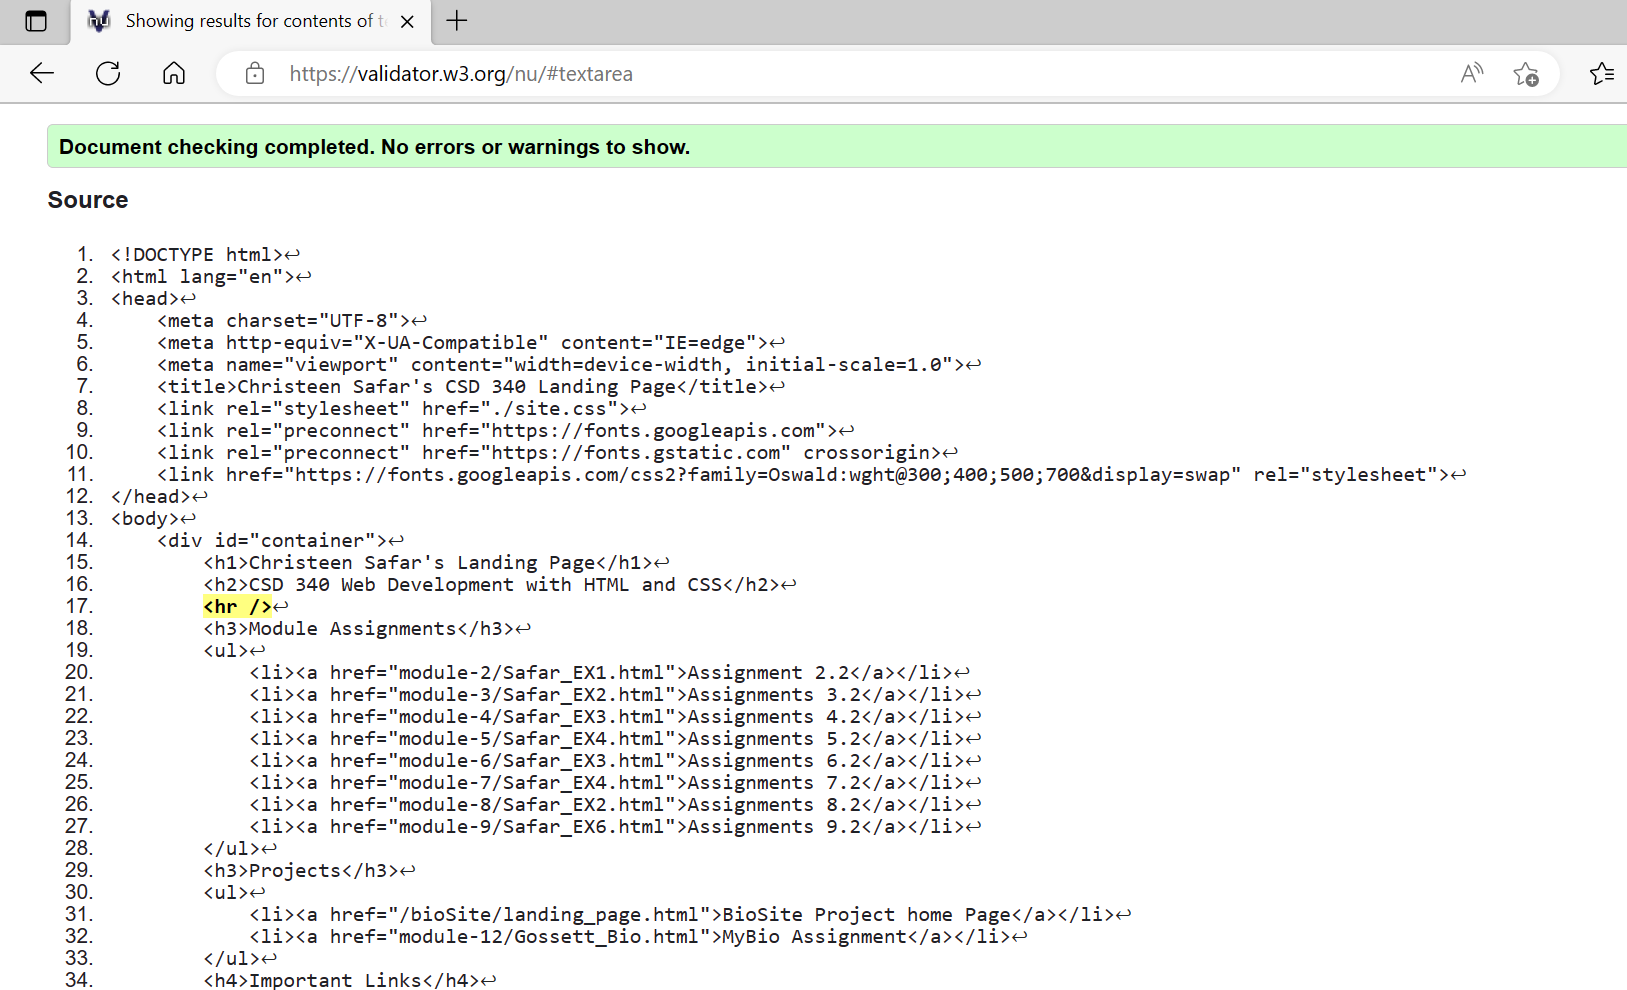 Showing results for contents of t
https://validator.w3.org/nu/#textarea
Document checking completed. No errors or warnings to show.
Source
1. <!DOCTYPE html>↩
2. <html lang="en">↩
3. <head>↩
4.     <meta charset="UTF-8">↩
5.     <meta http-equiv="X-UA-Compatible" content="IE=edge">↩
6.     <meta name="viewport" content="width=device-width, initial-scale=1.0">↩
7.     <title>Christeen Safar's CSD 340 Landing Page</title>↩
8.     <link rel="stylesheet" href="./site.css">↩
9.     <link rel="preconnect" href="https://fonts.googleapis.com">↩
10.     <link rel="preconnect" href="https://fonts.gstatic.com" crossorigin>↩
11.     <link href="https://fonts.googleapis.com/css2?family=Oswald:wght@300;400;500;700&display=swap" rel="stylesheet">↩
12. </head>↩
13. <body>↩
14.     <div id="container">↩
15.         <h1>Christeen Safar's Landing Page</h1>↩
16.         <h2>CSD 340 Web Development with HTML and CSS</h2>↩
17.         <hr />↩
18.         <h3>Module Assignments</h3>↩
19.         <ul>↩
20.             <li><a href="module-2/Safar_EX1.html">Assignment 2.2</a></li>↩
21.             <li><a href="module-3/Safar_EX2.html">Assignments 3.2</a></li>↩
22.             <li><a href="module-4/Safar_EX3.html">Assignments 4.2</a></li>↩
23.             <li><a href="module-5/Safar_EX4.html">Assignments 5.2</a></li>↩
24.             <li><a href="module-6/Safar_EX3.html">Assignments 6.2</a></li>↩
25.             <li><a href="module-7/Safar_EX4.html">Assignments 7.2</a></li>↩
26.             <li><a href="module-8/Safar_EX2.html">Assignments 8.2</a></li>↩
27.             <li><a href="module-9/Safar_EX6.html">Assignments 9.2</a></li>↩
28.         </ul>↩
29.         <h3>Projects</h3>↩
30.         <ul>↩
31.             <li><a href="/bioSite/landing_page.html">BioSite Project home Page</a></li>↩
32.             <li><a href="module-12/Gossett_Bio.html">MyBio Assignment</a></li>↩
33.         </ul>↩
34.         <h4>Important Links</h4>↩